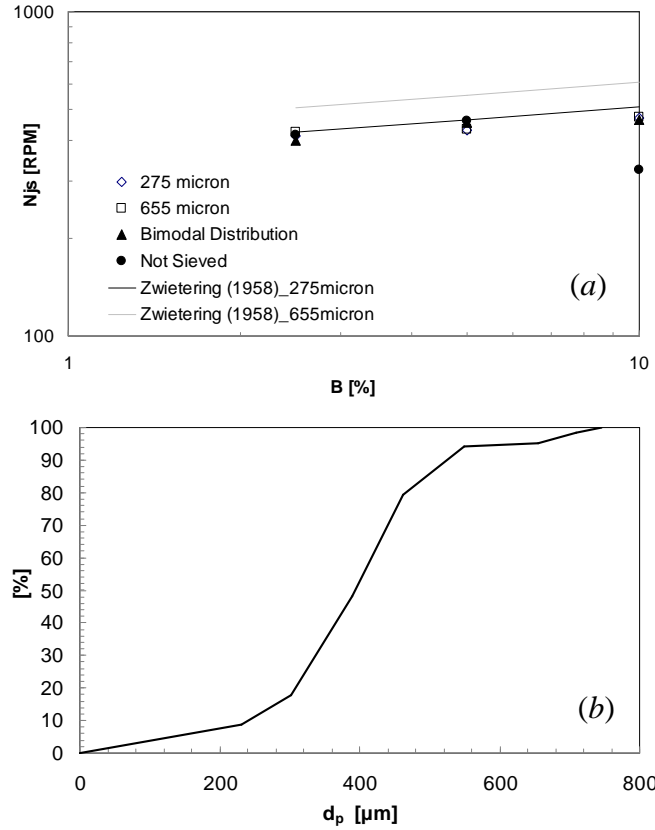 1000
Njs [RPM]
275 micron
655 micron
Bimodal Distribution
Not Sieved
Zwietering (1958)_275micron
Zwietering (1958)_655micron
(a)
100
1
10
B [%]
100
90
80
70
60
50
40
30
20
10
0
[%]
(b)
0
200
400
600
800
dp [µm]